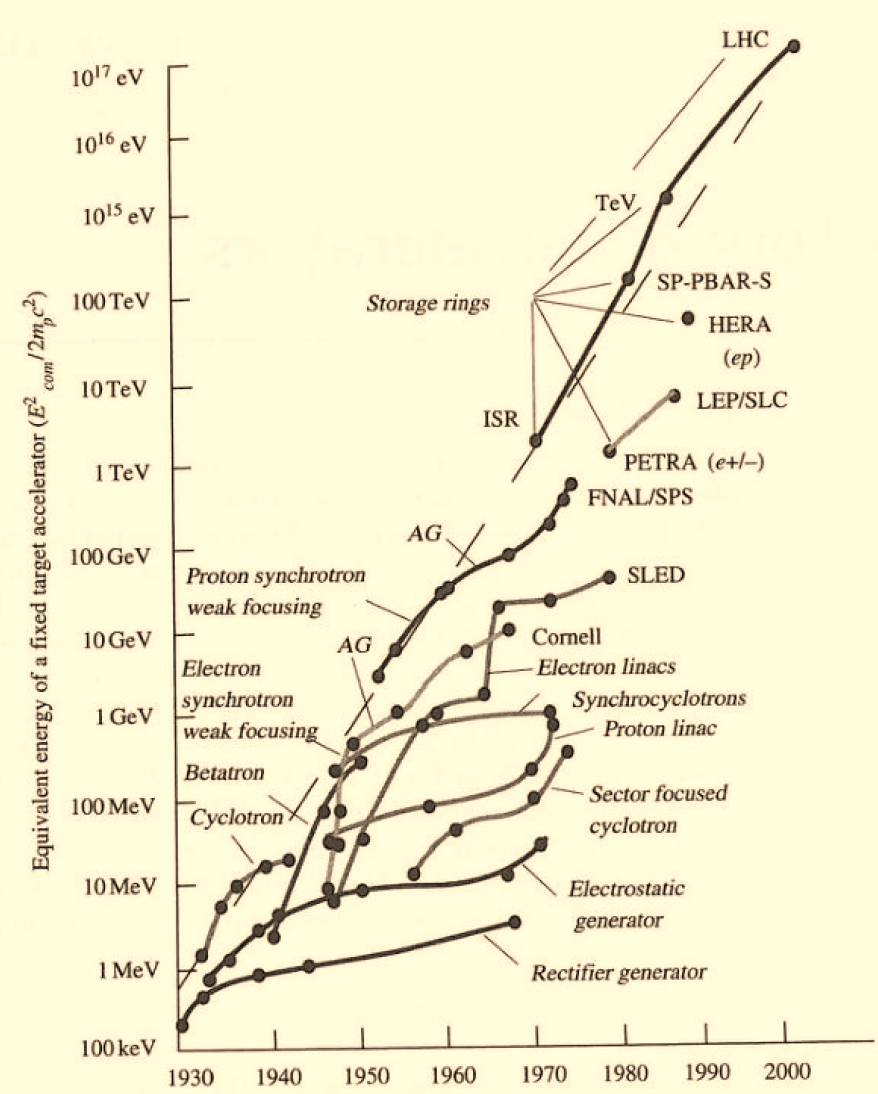 LHC
10¹⁷ eV
10¹⁶ eV
10¹⁵ eV
TeV
SP-PBAR-S
100 TeV
Storage rings
HERA
(ep)
10 TeV
LEP/SLC
ISR
1 TeV
PETRA (e+/–)
FNAL/SPS
AG
100 GeV
Proton synchrotron
weak focusing
SLED
10 GeV
AG
Cornell
Electron
synchrotron
weak focusing
Electron linacs
Synchrocyclotrons
1 GeV
Proton linac
Betatron
100 MeV
Cyclotron
Sector focused
cyclotron
10 MeV
Electrostatic
generator
1 MeV
Rectifier generator
100 keV
1930 1940 1950 1960 1970 1980 1990 2000
Equivalent energy of a fixed target accelerator (E²com/2mpc²)